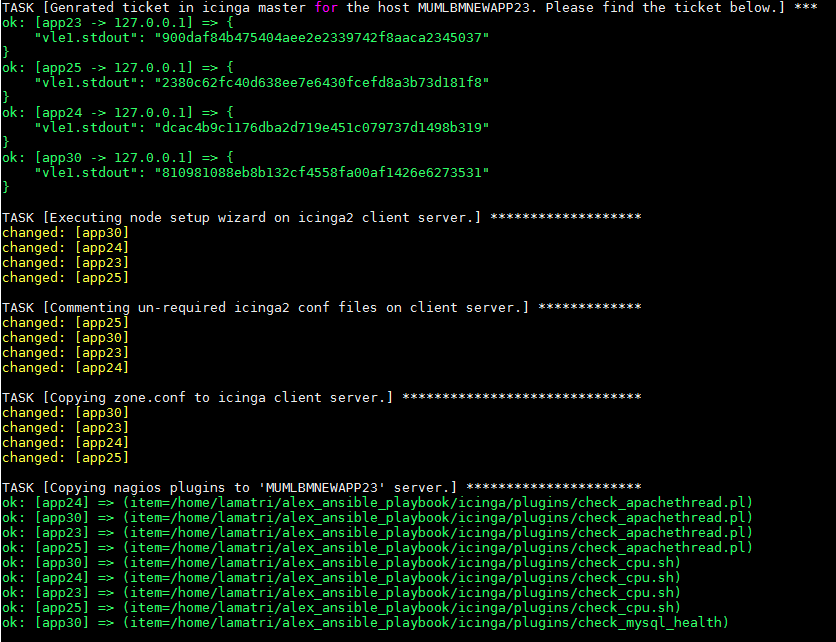 TASK [Genrated ticket in icinga master for the host MUMLBMNEWAPP23. Please find the ticket below.] ***
ok: [app23 -> 127.0.0.1] => {
    "vle1.stdout": "900daf84b475404aee2e2339742f8aaca2345037"
}
ok: [app25 -> 127.0.0.1] => {
    "vle1.stdout": "2380c62fc40d638ee7e6430fcefd8a3b73d181f8"
}
ok: [app24 -> 127.0.0.1] => {
    "vle1.stdout": "dcac4b9c1176dba2d719e451c079737d1498b319"
}
ok: [app30 -> 127.0.0.1] => {
    "vle1.stdout": "810981088eb8b132cf4558fa00af1426e6273531"
}
TASK [Executing node setup wizard on icinga2 client server.] *******************
changed: [app30]
changed: [app24]
changed: [app23]
changed: [app25]
TASK [Commenting un-required icinga2 conf files on client server.] *************
changed: [app25]
changed: [app30]
changed: [app23]
changed: [app24]
TASK [Copying zone.conf to icinga client server.] ******************************
changed: [app30]
changed: [app23]
changed: [app24]
changed: [app25]
TASK [Copying nagios plugins to 'MUMLBMNEWAPP23' server.] **********************
ok: [app24] => (item=/home/lamatri/alex_ansible_playbook/icinga/plugins/check_apachethread.pl)
ok: [app30] => (item=/home/lamatri/alex_ansible_playbook/icinga/plugins/check_apachethread.pl)
ok: [app23] => (item=/home/lamatri/alex_ansible_playbook/icinga/plugins/check_apachethread.pl)
ok: [app25] => (item=/home/lamatri/alex_ansible_playbook/icinga/plugins/check_apachethread.pl)
ok: [app30] => (item=/home/lamatri/alex_ansible_playbook/icinga/plugins/check_cpu.sh)
ok: [app24] => (item=/home/lamatri/alex_ansible_playbook/icinga/plugins/check_cpu.sh)
ok: [app23] => (item=/home/lamatri/alex_ansible_playbook/icinga/plugins/check_cpu.sh)
ok: [app25] => (item=/home/lamatri/alex_ansible_playbook/icinga/plugins/check_cpu.sh)
ok: [app30] => (item=/home/lamatri/alex_ansible_playbook/icinga/plugins/check_mysql_health)